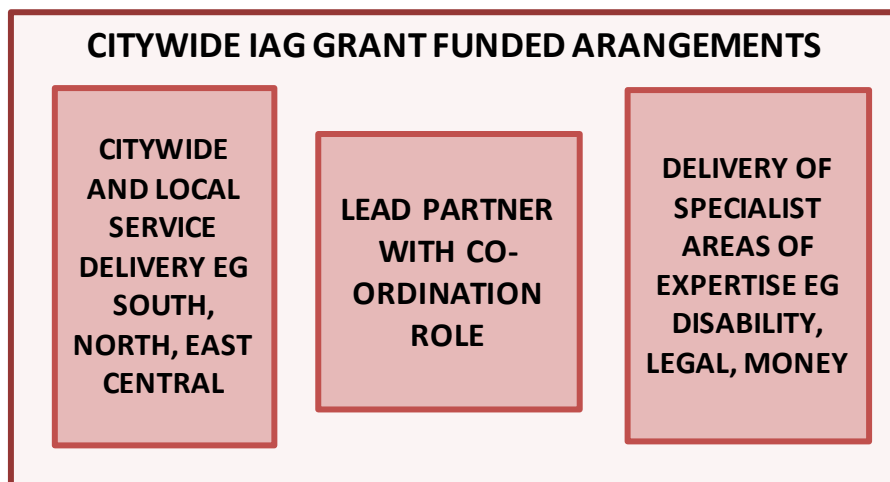 CITYWIDE IAG GRANT FUNDED ARANGEMENTS
CITYWIDE
AND LOCAL
SERVICE
DELIVERY EG
SOUTH,
NORTH, EAST
CENTRAL
LEAD PARTNER
WITH CO-
ORDINATION
ROLE
DELIVERY OF
SPECIALIST
AREAS OF
EXPERTISE EG
DISABILITY,
LEGAL, MONEY